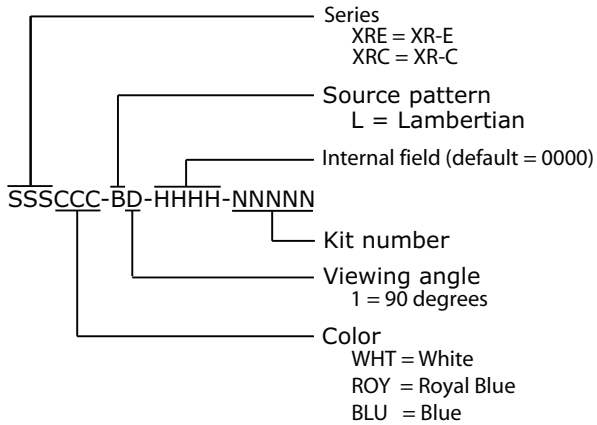 Series
XRE = XR-E
XRC = XR-C
Source pattern
L = Lambertian
Internal field (default = 0000)
SSSCCC-BD-HHHH-NNNNN
Kit number
Viewing angle
1 = 90 degrees
Color
WHT = White
ROY = Royal Blue
BLU = Blue